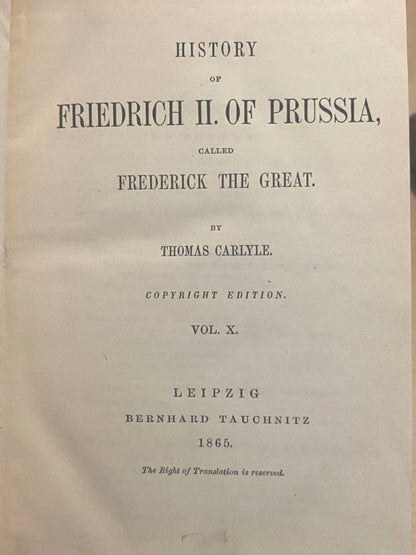 HISTORY
OF
FRIEDRICH II. OF PRUSSIA,
CALLED
FREDERICK THE GREAT.
BY
THOMAS CARLYLE.
COPYRIGHT EDITION.
VOL. X.
LEIPZIG
BERNHARD TAUCHNITZ
1865.
The Right of Translation is reserved.